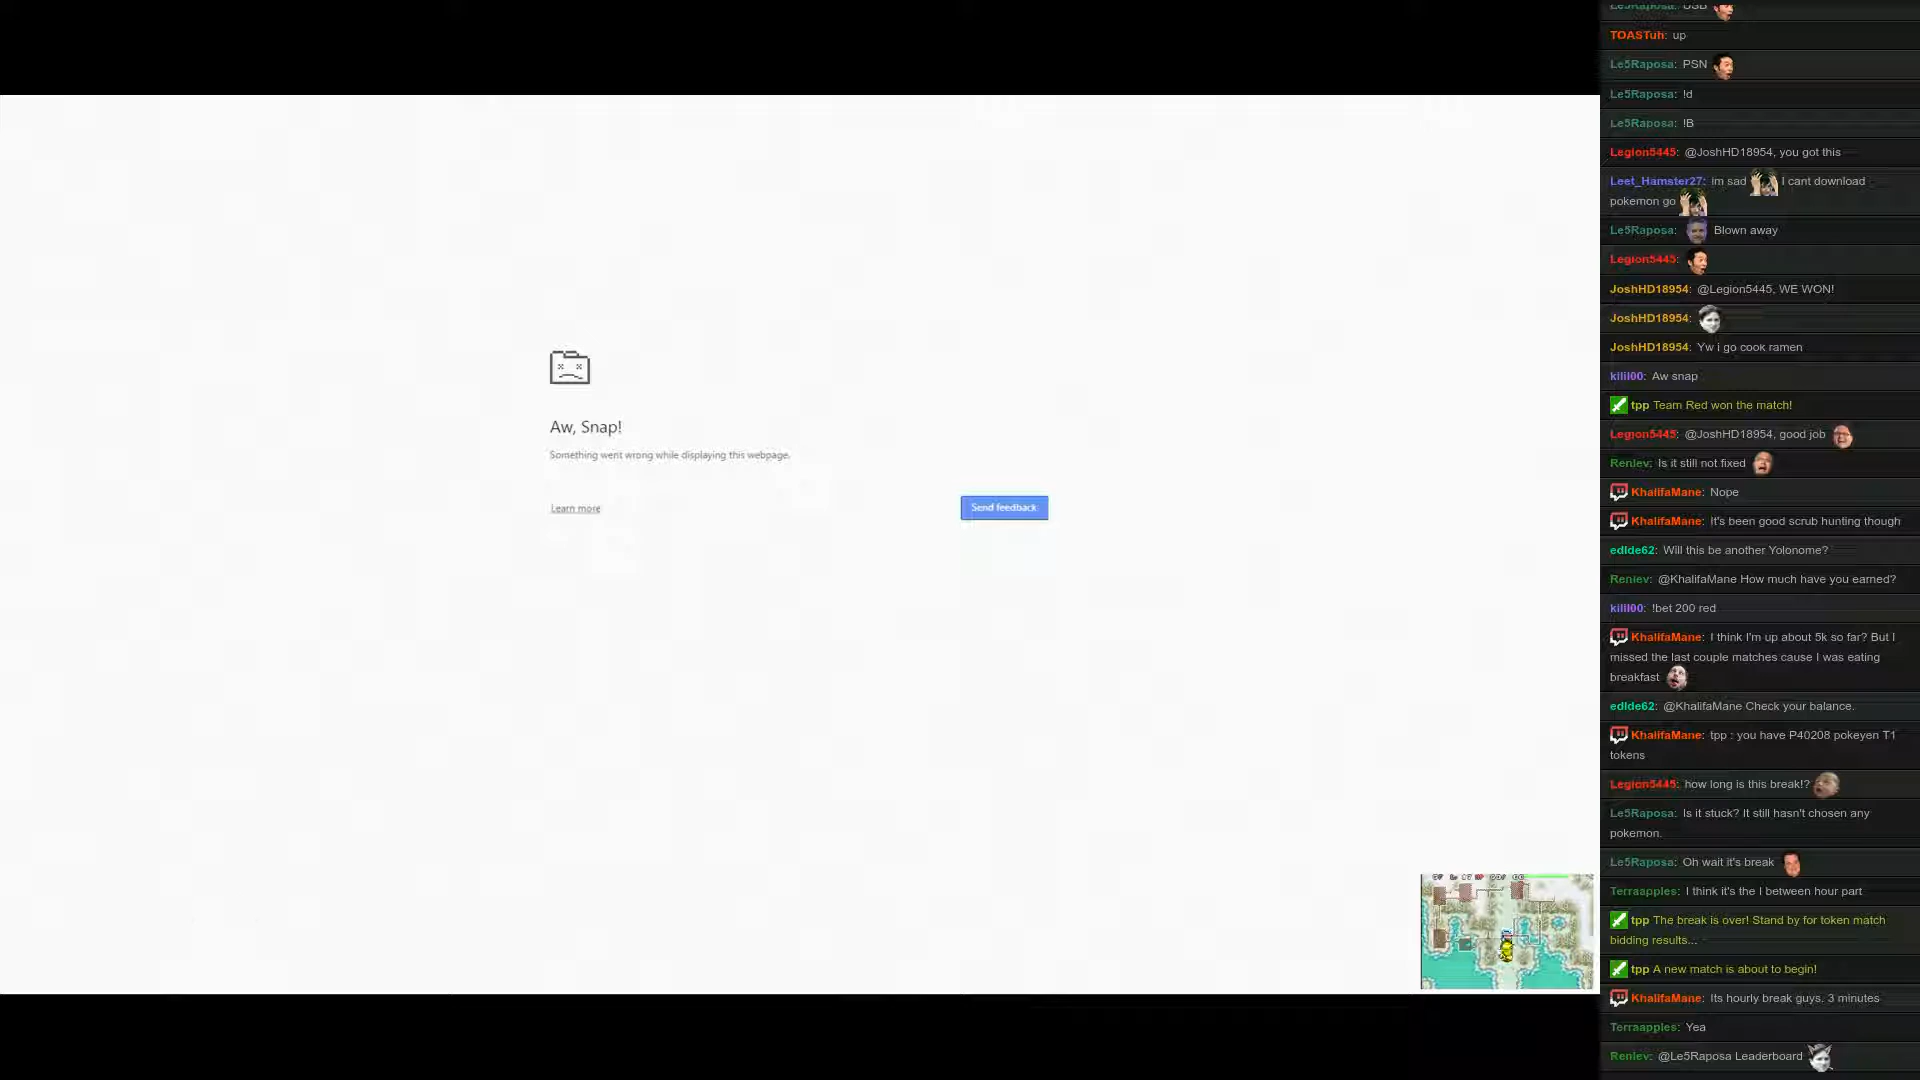 Aw, Snap!
Something went wrong while displaying this webpage.
Learn more
Send feedback
Le5Raposa: USB
TOASTuh: up
Le5Raposa: PSN
Le5Raposa: !d
Le5Raposa: !B
Legion5445: @JoshHD18954, you got this
Leet_Hamster27: im sad I cant download
pokemon go
Le5Raposa: Blown away
Legion5445:
JoshHD18954: @Legion5445, WE WON!
JoshHD18954:
JoshHD18954: Yw i go cook ramen
kilil00: Aw snap
tpp Team Red won the match!
Legion5445: @JoshHD18954, good job
Reniev: Is it still not fixed
KhalifaMane: Nope
KhalifaMane: It's been good scrub hunting though
edlde62: Will this be another Yolonome?
Reniev: @KhalifaMane How much have you earned?
kilil00: !bet 200 red
KhalifaMane: I think I'm up about 5k so far? But I
missed the last couple matches cause I was eating
breakfast
edlde62: @KhalifaMane Check your balance.
KhalifaMane: tpp : you have P40208 pokeyen T1
tokens
Legion5445: how long is this break!?
Le5Raposa: Is it stuck? It still hasn't chosen any
pokemon.
Le5Raposa: Oh wait it's break
Terraapples: I think it's the I between hour part
tpp The break is over! Stand by for token match
bidding results...
tpp A new match is about to begin!
KhalifaMane: Its hourly break guys. 3 minutes
Terraapples: Yea
Reniev: @Le5Raposa Leaderboard